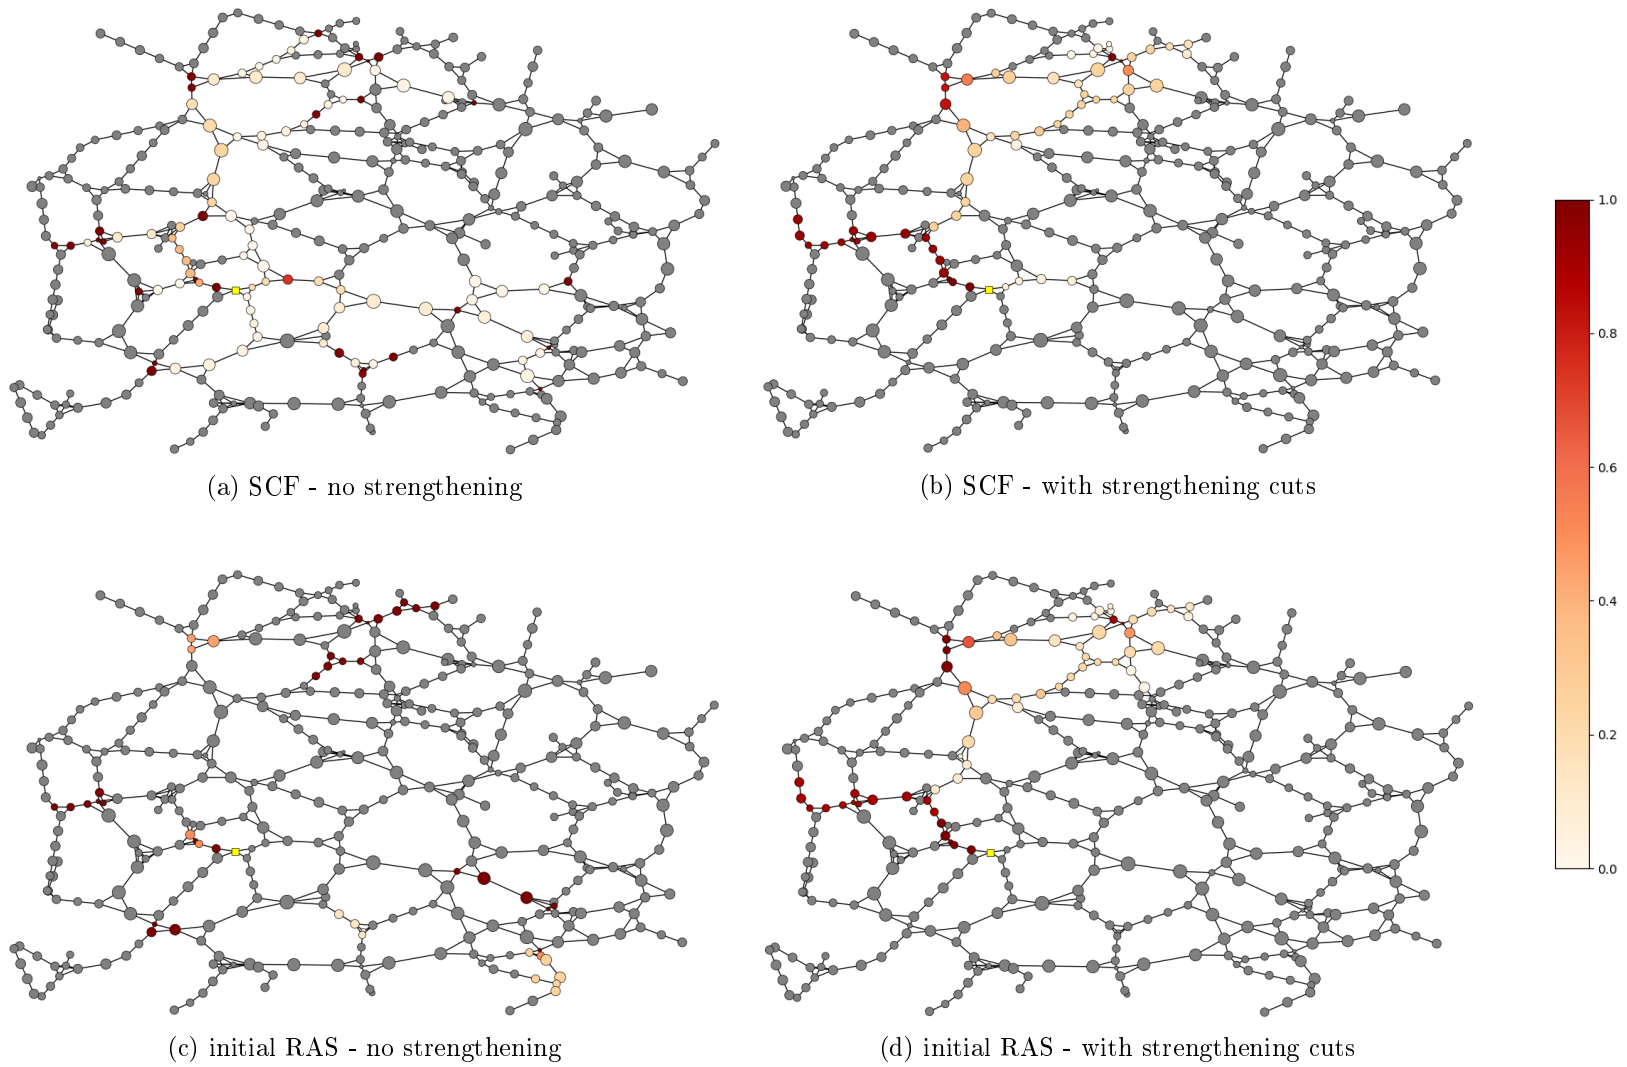 1.0
0.8
0.6
0.4
0.2
0.0
(a) SCF - no strengthening
(b) SCF - with strengthening cuts
(c) initial RAS - no strengthening
(d) initial RAS - with strengthening cuts